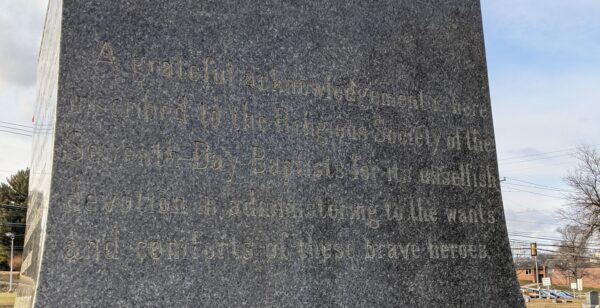 A grateful acknowledgement is here
inscribed to the Religious Society of the
Seventh-Day Baptists for its unselfish
devotion in administering to the wants
and comforts of these brave heroes.